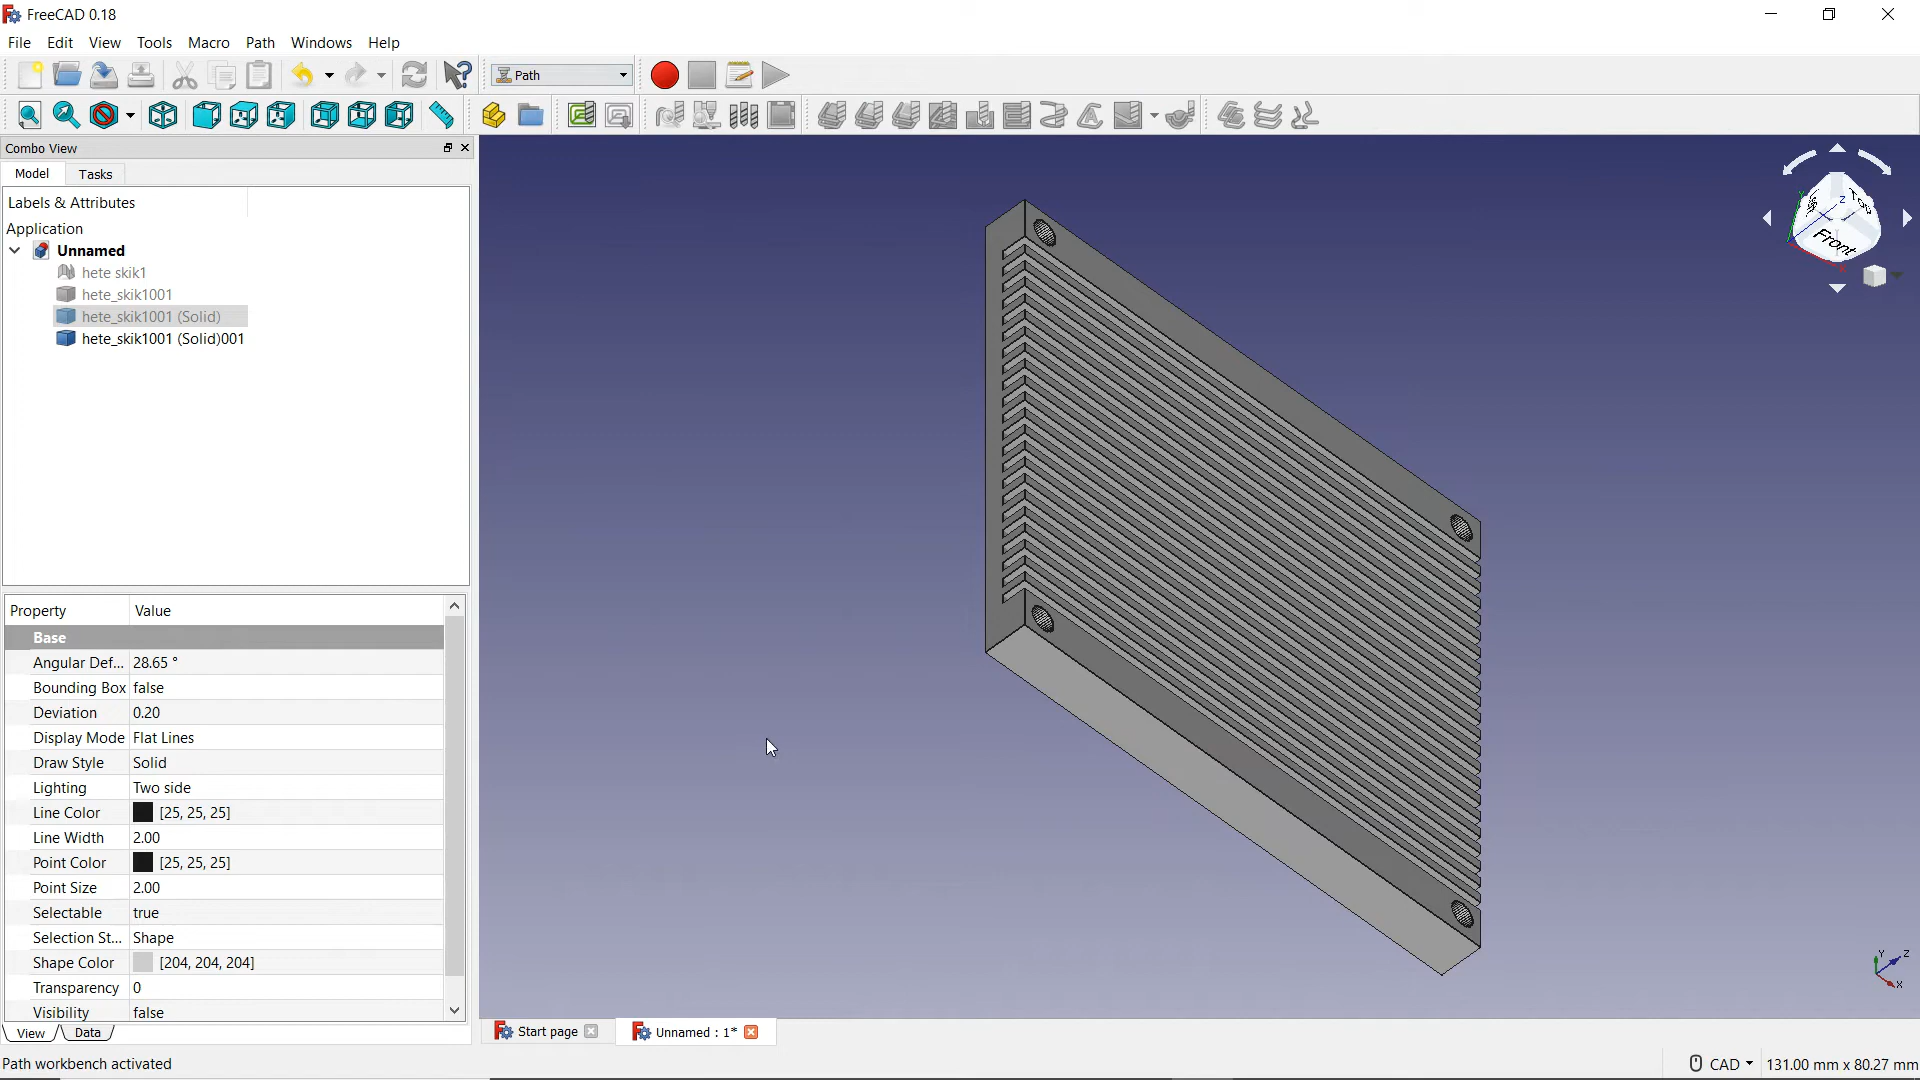 FreeCAD 0.18
File Edit View Tools Macro Path Windows Help
Path
Combo View
Model Tasks
Labels & Attributes
Application
Unnamed
hete skik1
hete_skik1001
hete_skik1001 (Solid)
hete_skik1001 (Solid)001
Property Value
Base
Angular Def... 28.65 °
Bounding Box false
Deviation 0.20
Display Mode Flat Lines
Draw Style Solid
Lighting Two side
Line Color [25, 25, 25]
Line Width 2.00
Point Color [25, 25, 25]
Point Size 2.00
Selectable true
Selection St... Shape
Shape Color [204, 204, 204]
Transparency 0
Visibility false
View Data
Top
Front
Z
Y
X
Y Z
X
Start page Unnamed : 1*
Path workbench activated
CAD 131.00 mm x 80.27 mm